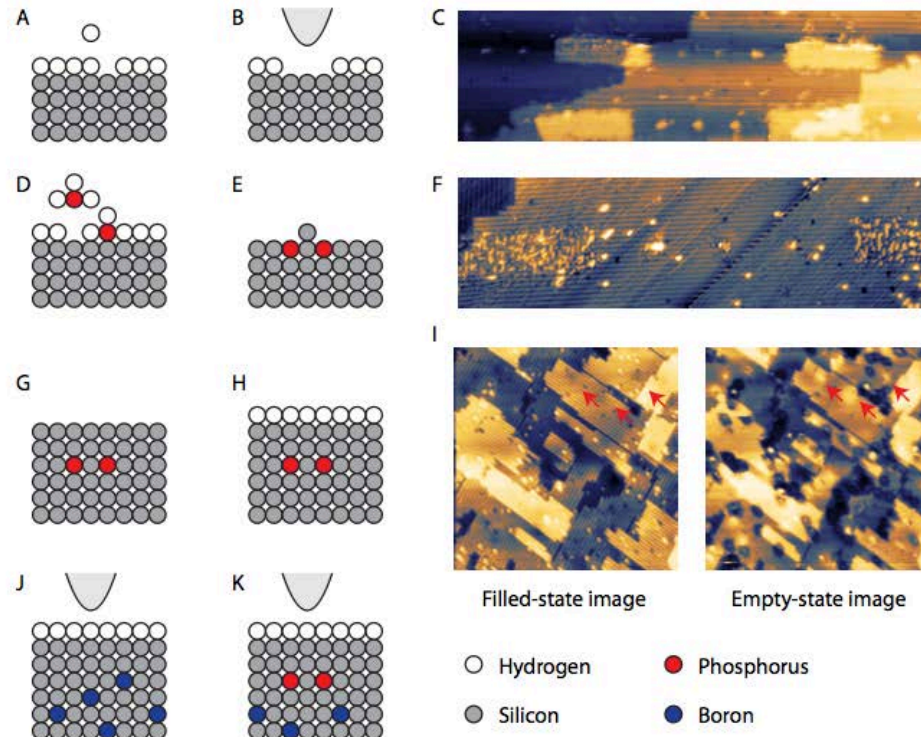 A
B
C
D
E
F
G
H
I
J
K
Filled-state image
Empty-state image
Hydrogen
Phosphorus
Silicon
Boron